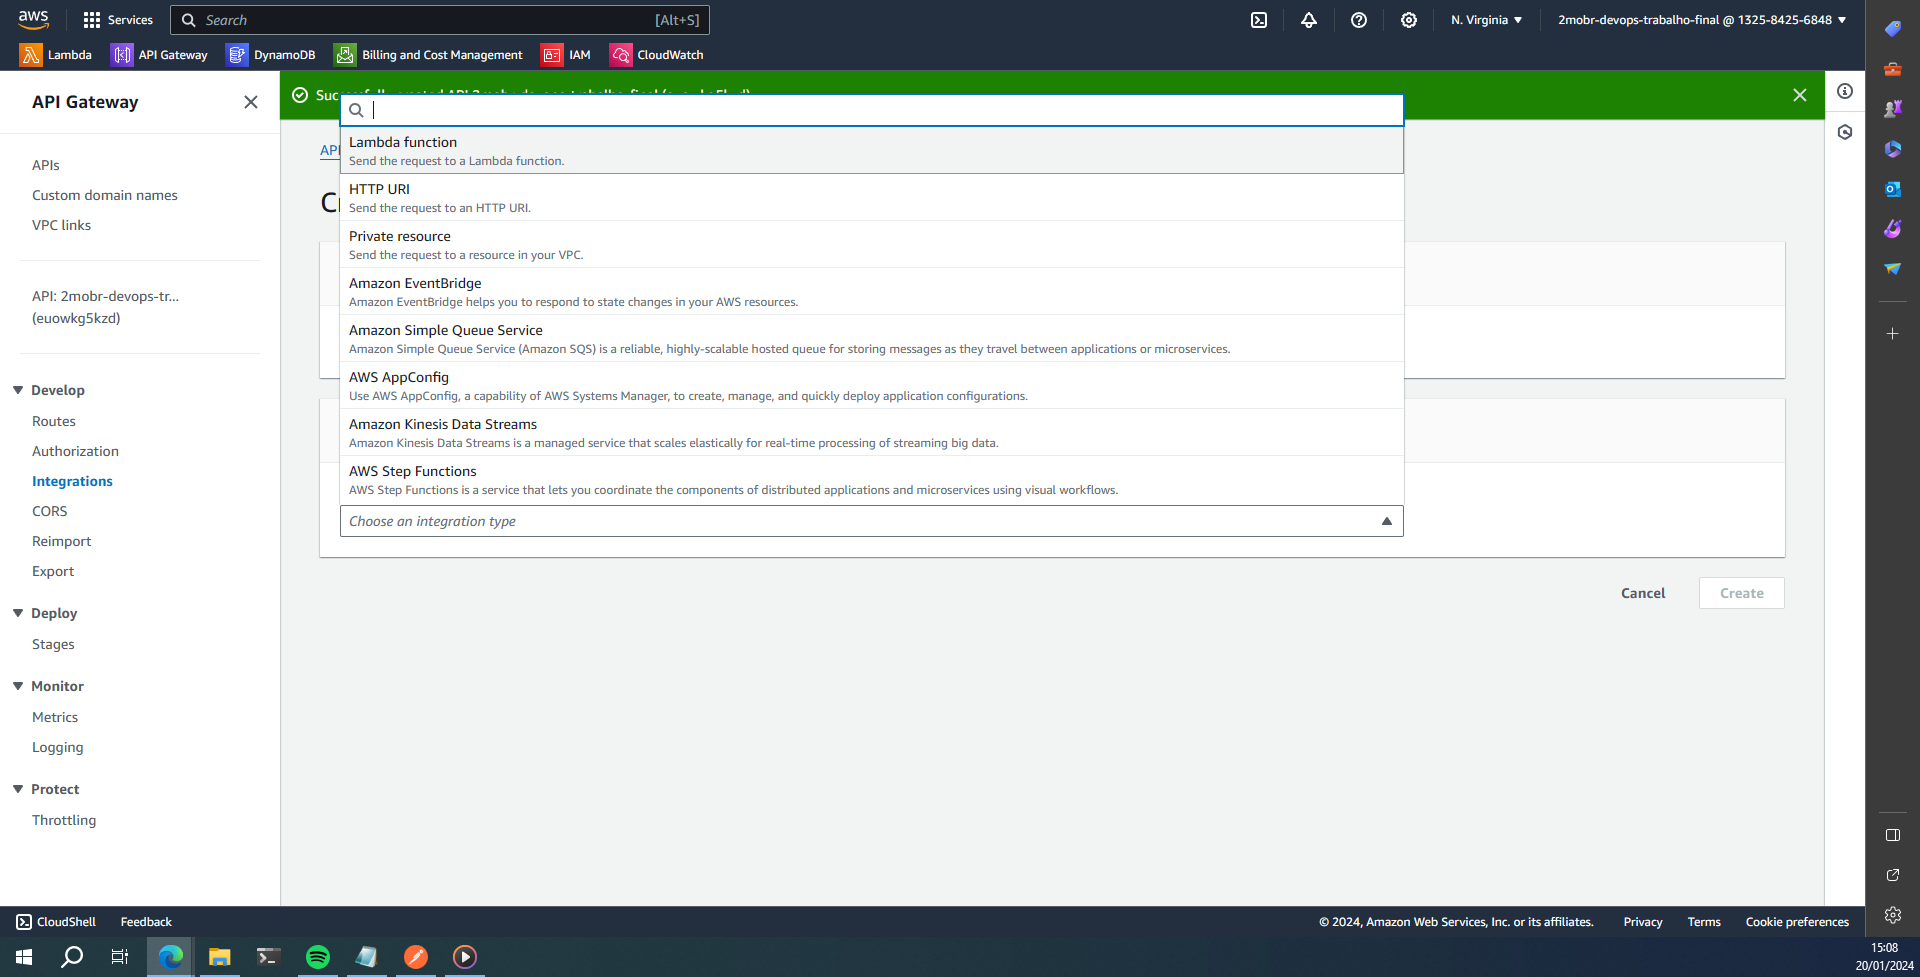 aws
Services
Search
[Alt+S]
N. Virginia
2mobr-devops-trabalho-final @ 1325-8425-6848
Lambda
API Gateway
DynamoDB
Billing and Cost Management
IAM
CloudWatch
API Gateway
APIs
Custom domain names
VPC links
API: 2mobr-devops-tr...
(euowkg5kzd)
Develop
Routes
Authorization
Integrations
CORS
Reimport
Export
Deploy
Stages
Monitor
Metrics
Logging
Protect
Throttling
Lambda function
Send the request to a Lambda function.
HTTP URI
Send the request to an HTTP URI.
Private resource
Send the request to a resource in your VPC.
Amazon EventBridge
Amazon EventBridge helps you to respond to state changes in your AWS resources.
Amazon Simple Queue Service
Amazon Simple Queue Service (Amazon SQS) is a reliable, highly-scalable hosted queue for storing messages as they travel between applications or microservices.
AWS AppConfig
Use AWS AppConfig, a capability of AWS Systems Manager, to create, manage, and quickly deploy application configurations.
Amazon Kinesis Data Streams
Amazon Kinesis Data Streams is a managed service that scales elastically for real-time processing of streaming big data.
AWS Step Functions
AWS Step Functions is a service that lets you coordinate the components of distributed applications and microservices using visual workflows.
Choose an integration type
Cancel
Create
CloudShell
Feedback
© 2024, Amazon Web Services, Inc. or its affiliates.
Privacy
Terms
Cookie preferences
15:08
20/01/2024